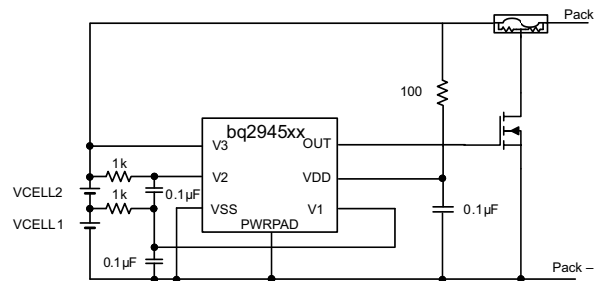 Pack
100
bq2945xx
V3
OUT
1k
V2
VDD
VCELL2
0.1µF
1k
VSS
V1
0.1µF
VCELL1
PWRPAD
0.1µF
Pack –